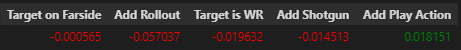 Target on Farside Add Rollout Target is WR Add Shotgun Add Play Action
-0.000565 -0.057037 -0.019632 -0.014513 0.018151